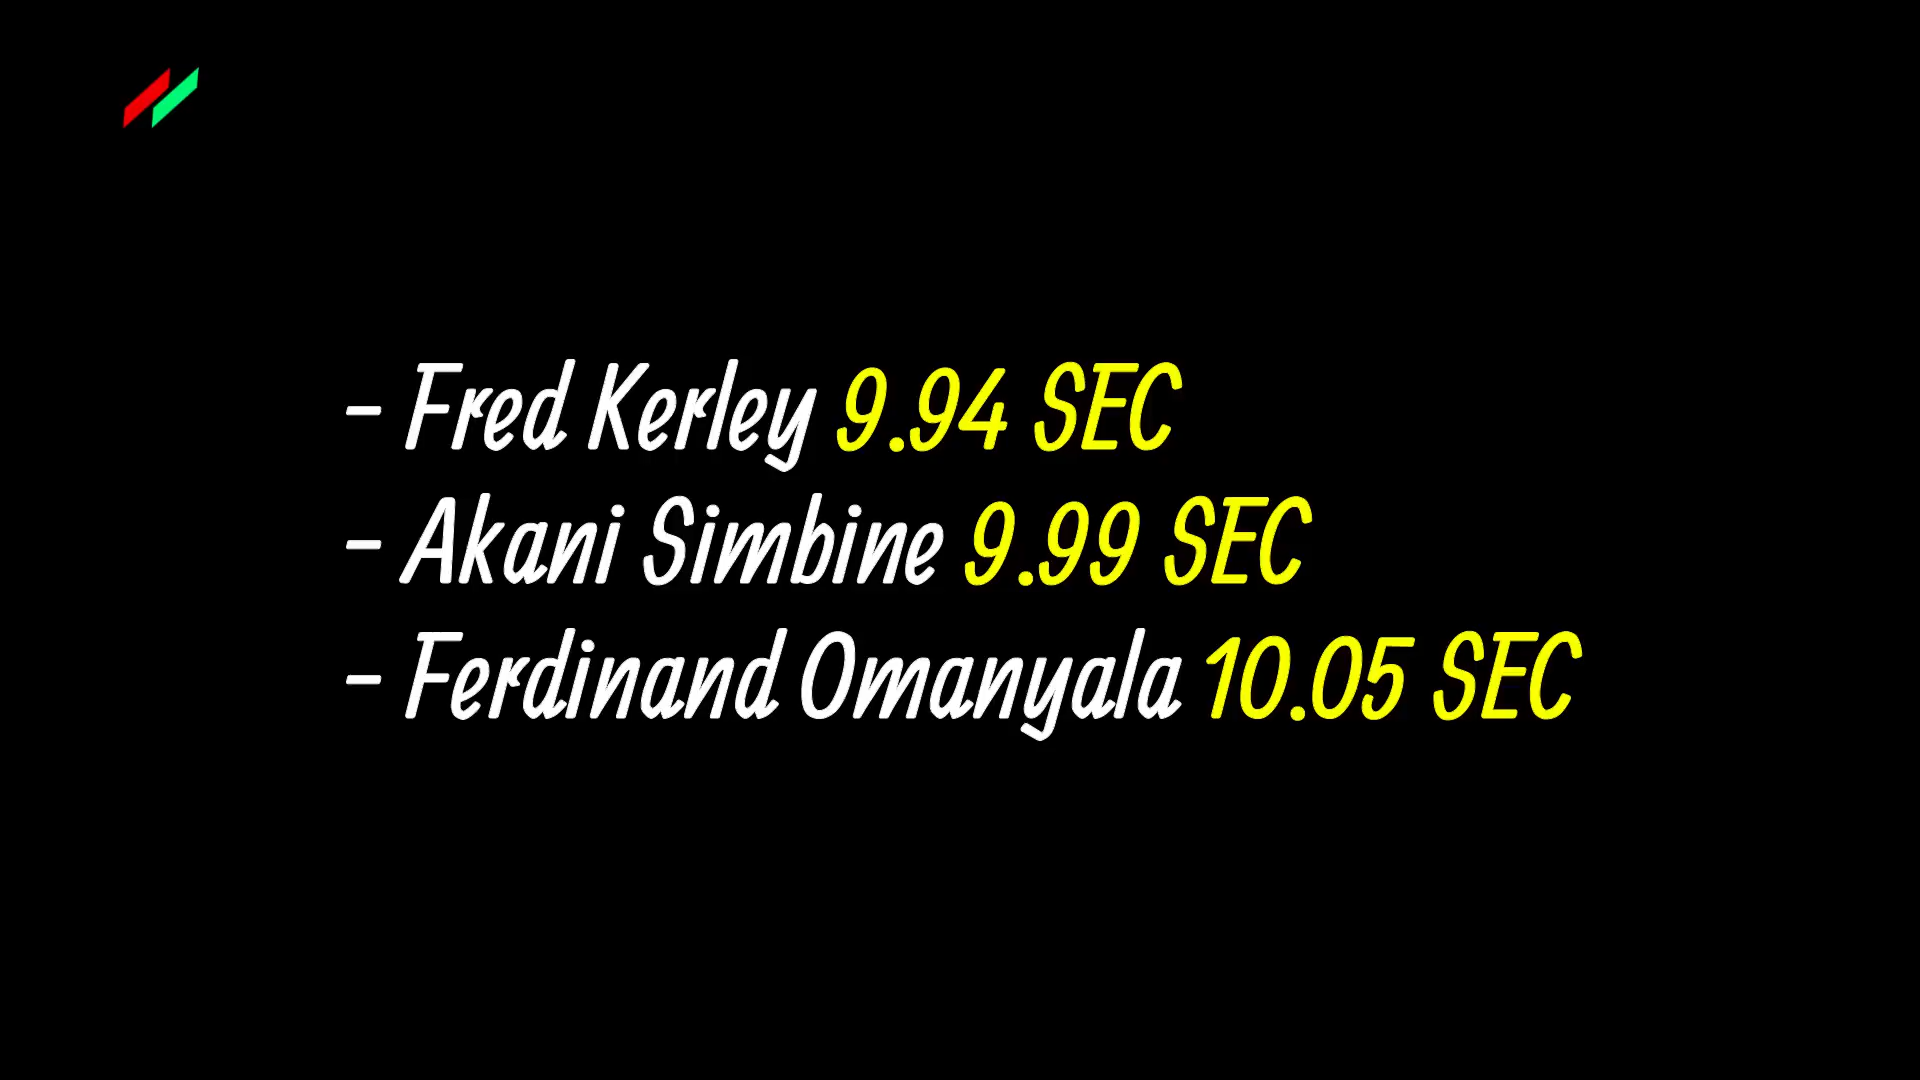 - Fred Kerley 9.94 SEC
- Akani Simbine 9.99 SEC
- Ferdinand Omanyala 10.05 SEC